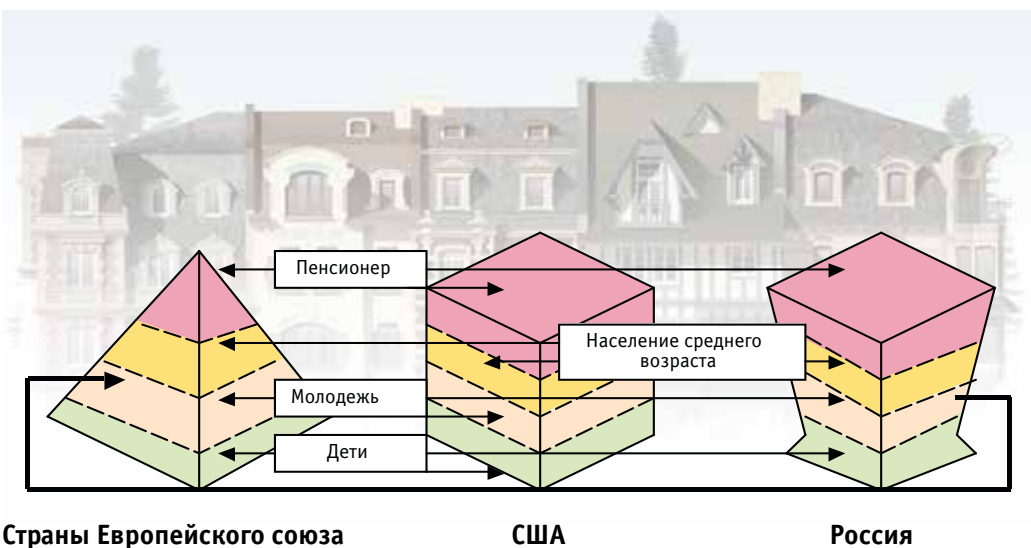 Пенсионер
Население среднего
возраста
Молодежь
Дети
Страны Европейского союза
США
Россия